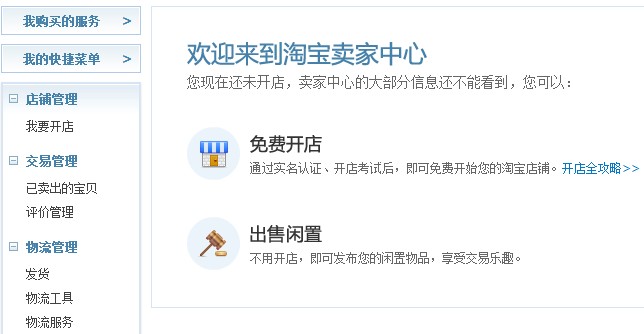 我购买的服务 >
我的快捷菜单 >
店铺管理
我要开店
交易管理
已卖出的宝贝
评价管理
物流管理
发货
物流工具
物流服务
欢迎来到淘宝卖家中心
您现在还未开店，卖家中心的大部分信息还不能看到，您可以：
免费开店
通过实名认证、开店考试后，即可免费开始您的淘宝店铺。开店全攻略>>
出售闲置
不用开店，即可发布您的闲置物品，享受交易乐趣。